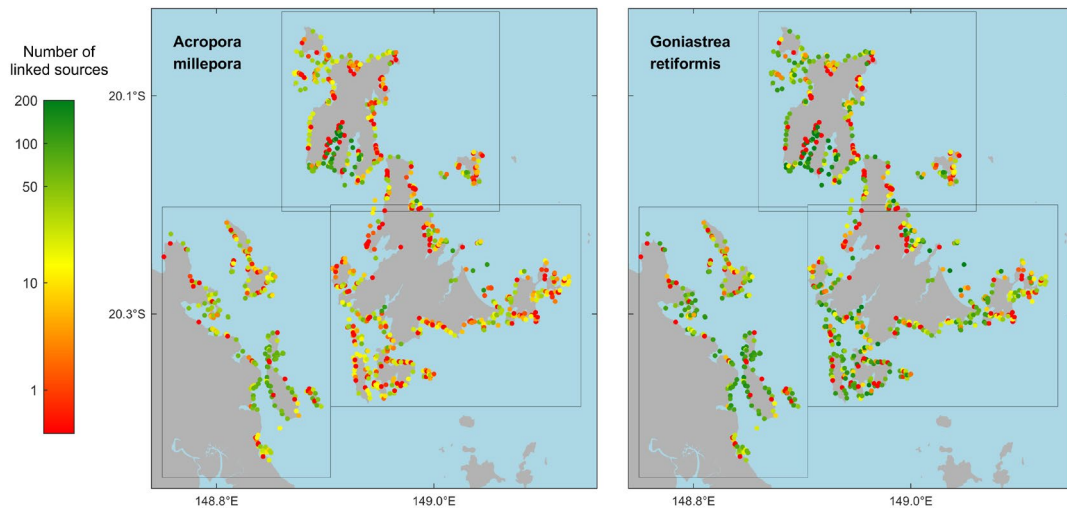 Number of
linked sources
200
100
50
10
1
Acropora
millepora
Goniastrea
retiformis
20.1°S
20.3°S
148.8°E
149.0°E
148.8°E
149.0°E